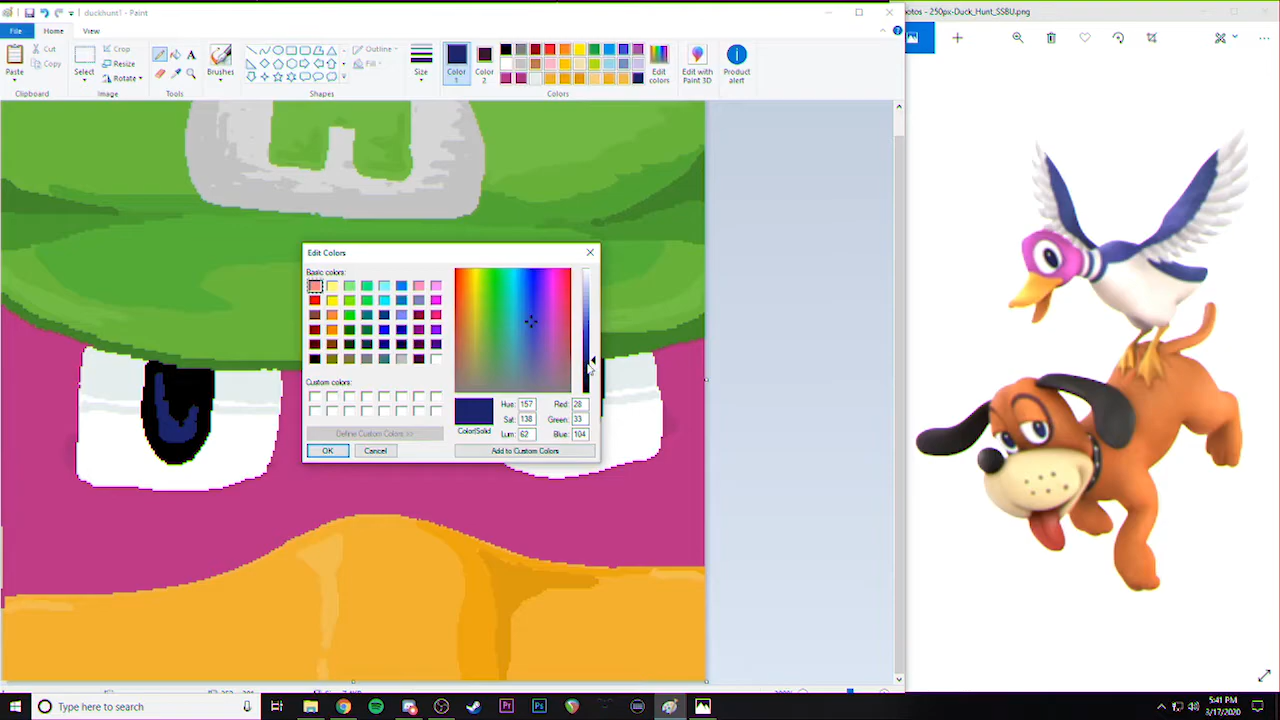 duckhunt1 - Paint
otos - 250px-Duck_Hunt_SSBU.png
File
Home
View
Paste
Cut
Copy
Clipboard
Select
Crop
Resize
Rotate
Image
A
Tools
Brushes
Outline
Fill
Shapes
Size
Color 1
Color 2
Edit colors
Colors
Edit with Paint 3D
Product alert
Edit Colors
Basic colors:
Custom colors:
Define Custom Colors >>
OK
Cancel
Color|Solid
Hue: 157
Sat: 138
Lum: 62
Red: 28
Green: 33
Blue: 104
Add to Custom Colors
Type here to search
Pr
Ps
5:41 PM
3/17/2020